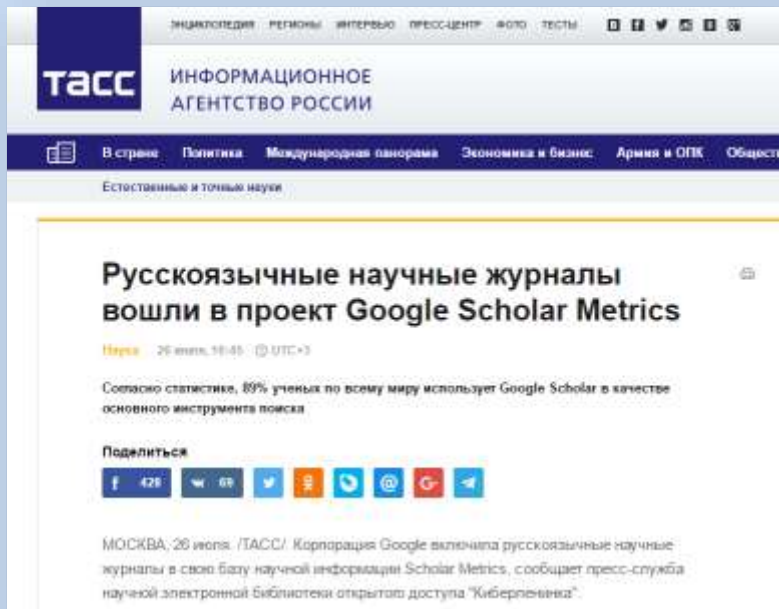 ЭНЦИКЛОПЕДИЯ РЕГИОНЫ ИНТЕРВЬЮ ПРЕСС-ЦЕНТР ФОТО ТЕСТЫ
ТАСС
ИНФОРМАЦИОННОЕ
АГЕНТСТВО РОССИИ
В стране Политика Международная панорама Экономика и бизнес Армия и ОПК Общест
Естественные и точные науки
Русскоязычные научные журналы
вошли в проект Google Scholar Metrics
Наука 26 июля, UTC+3
Согласно статистике, 89% ученых по всему миру использует Google Scholar в качестве
основного инструмента поиска
Поделиться
428 69
МОСКВА, 26 июля. /ТАСС/. Корпорация Google включила русскоязычные научные
журналы в свою базу научной информации Scholar Metrics, сообщает пресс-служба
научной электронной библиотеки открытого доступа "Киберленинка".